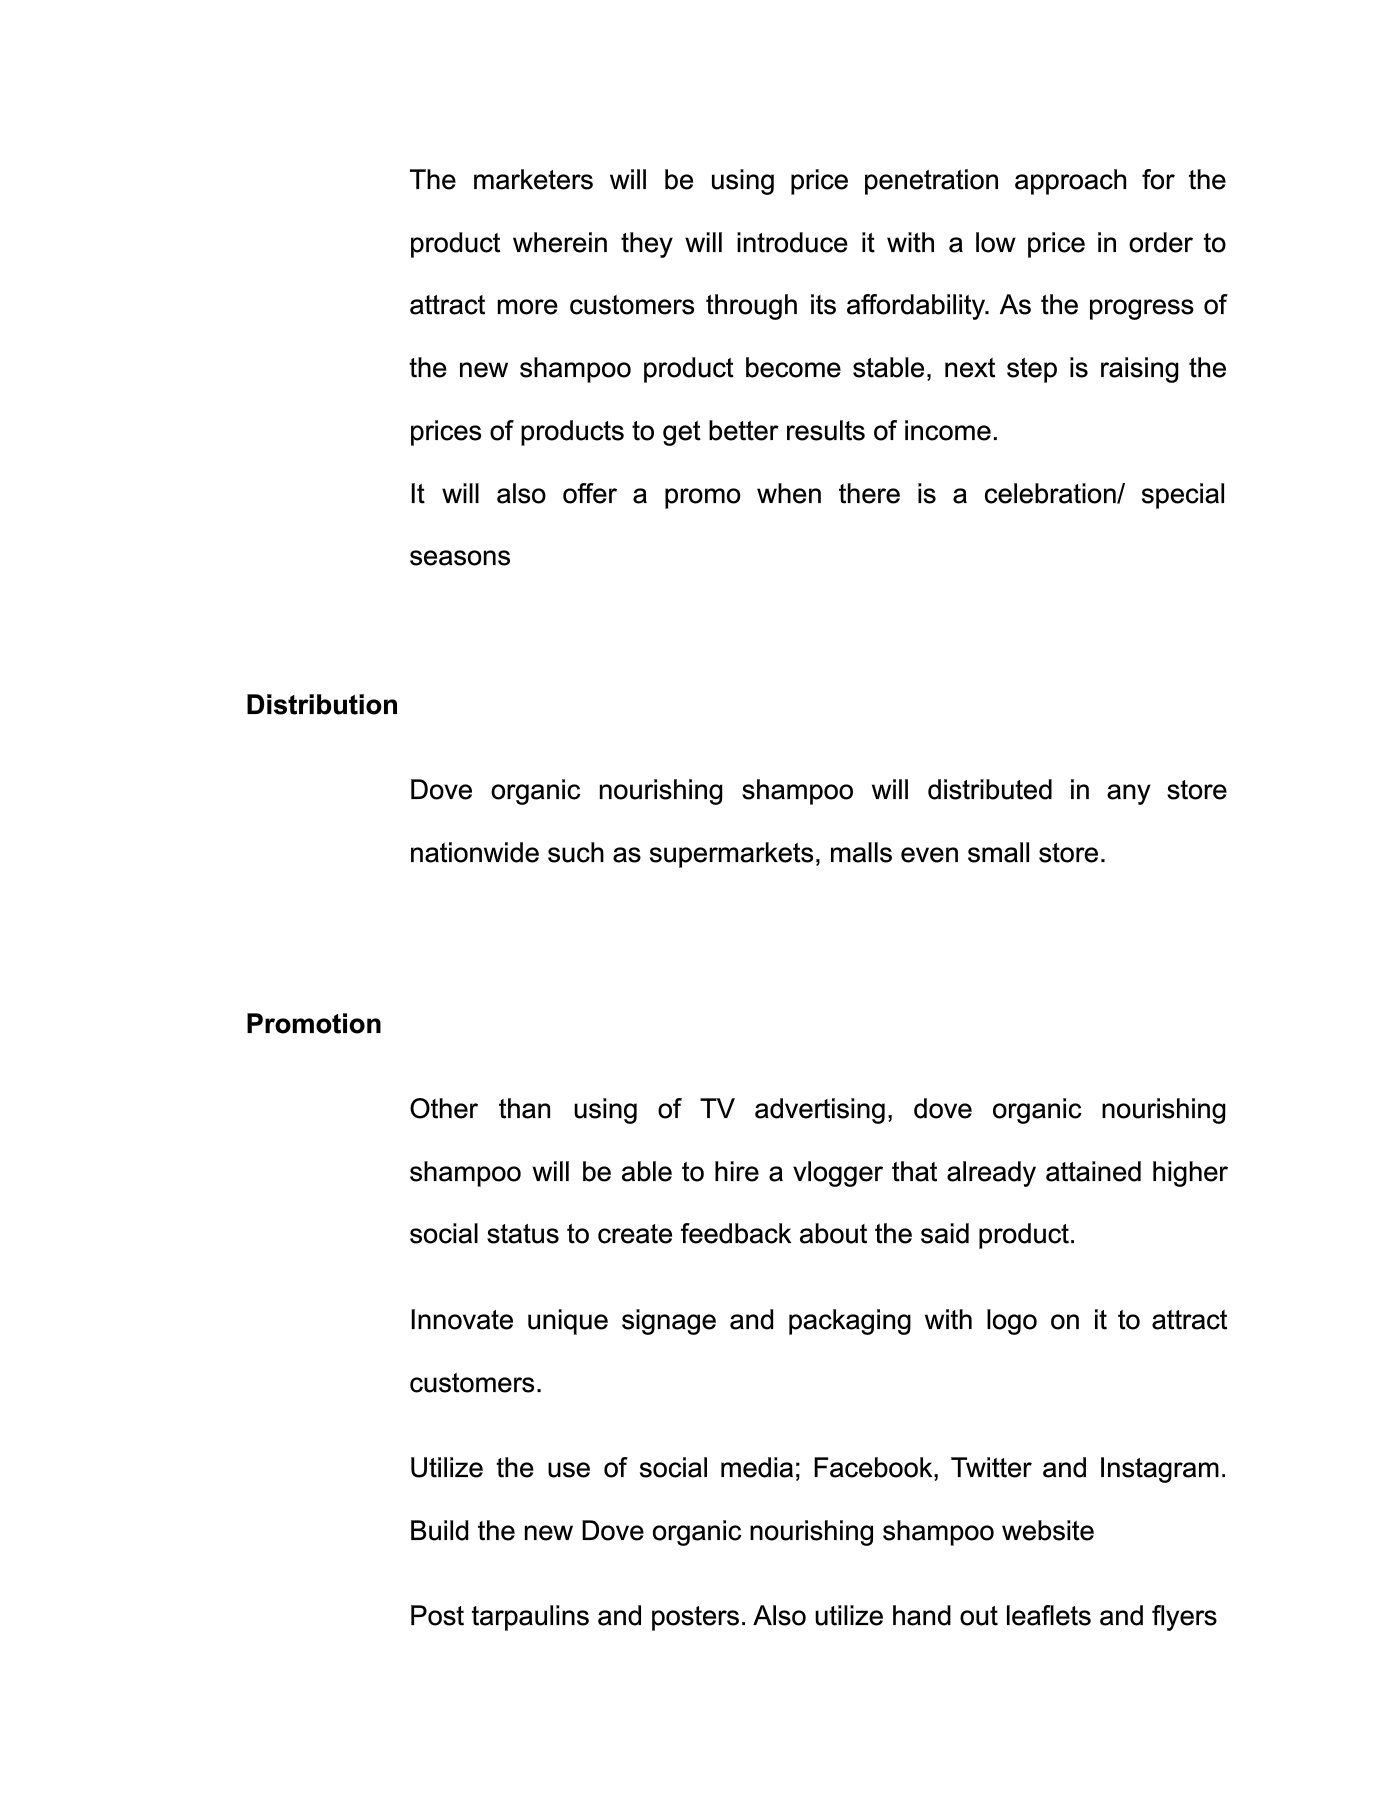 The marketers will be using price penetration approach for the
product wherein they will introduce it with a low price in order to
attract more customers through its affordability. As the progress of
the new shampoo product become stable, next step is raising the
prices of products to get better results of income.
It will also offer a promo when there is a celebration/ special
seasons
Distribution
Dove organic nourishing shampoo will distributed in any store
nationwide such as supermarkets, malls even small store.
Promotion
Other than using of TV advertising, dove organic nourishing
shampoo will be able to hire a vlogger that already attained higher
social status to create feedback about the said product.
Innovate unique signage and packaging with logo on it to attract
customers.
Utilize the use of social media; Facebook, Twitter and Instagram.
Build the new Dove organic nourishing shampoo website
Post tarpaulins and posters. Also utilize hand out leaflets and flyers